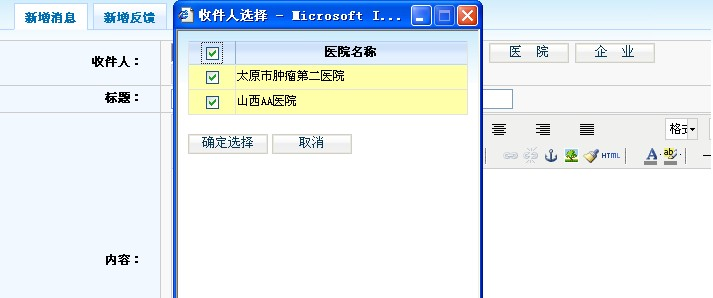 新增消息 新增反馈
收件人选择 - Microsoft I...
收件人：
医 院 企 业
医院名称
太原市肿瘤第二医院
标题：
山西AA医院
格式
确定选择 取消
HTML A ab
内容：